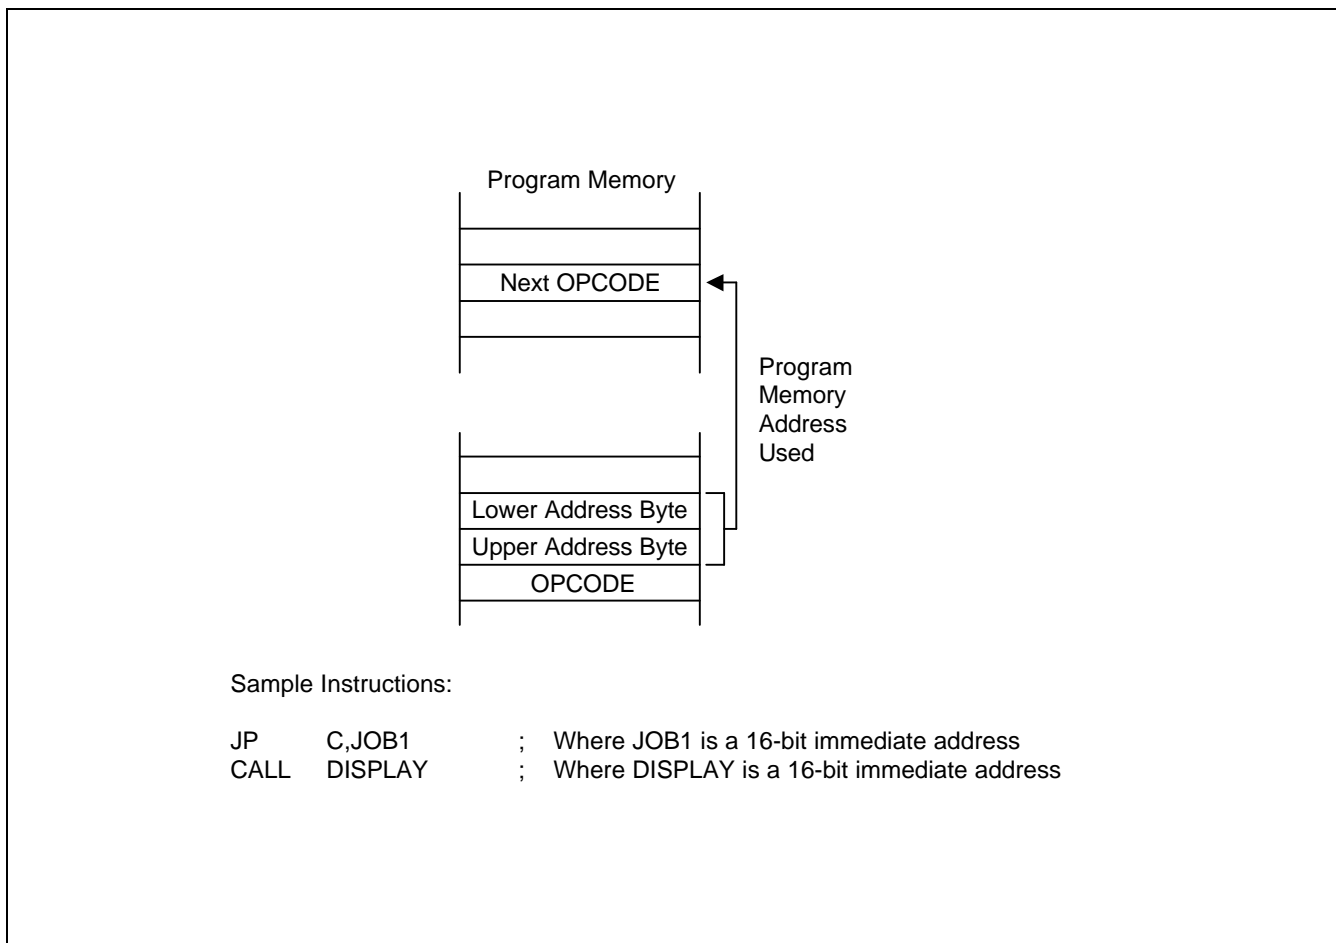 Program Memory
Next OPCODE
Program
Memory
Address
Used
Lower Address Byte
Upper Address Byte
OPCODE
Sample Instructions:
JP C,JOB1 ; Where JOB1 is a 16-bit immediate address
CALL DISPLAY ; Where DISPLAY is a 16-bit immediate address